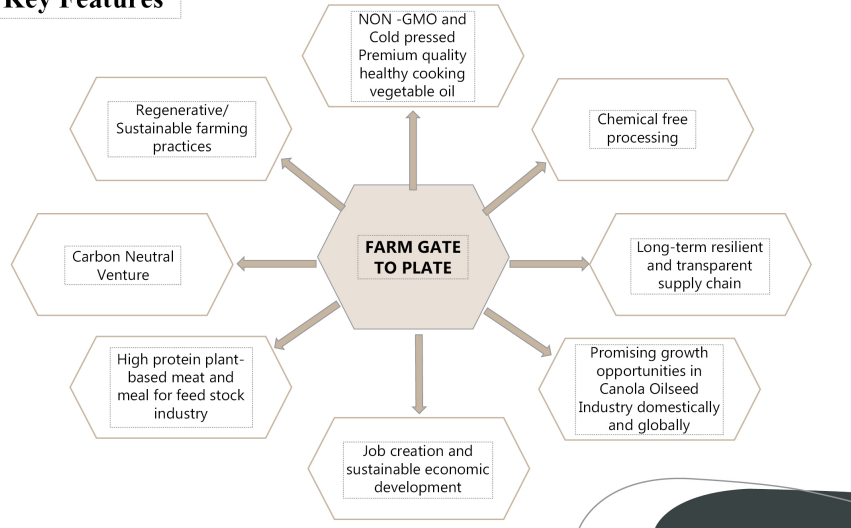 Key Features
NON -GMO and
Cold pressed
Premium quality
healthy cooking
vegetable oil
Regenerative/
Sustainable farming
practices
Chemical free
processing
FARM GATE
TO PLATE
Carbon Neutral
Venture
Long-term resilient
and transparent
supply chain
High protein plant-
based meat and
meal for feed stock
industry
Promising growth
opportunities in
Canola Oilseed
Industry domestically
and globally
Job creation and
sustainable economic
development